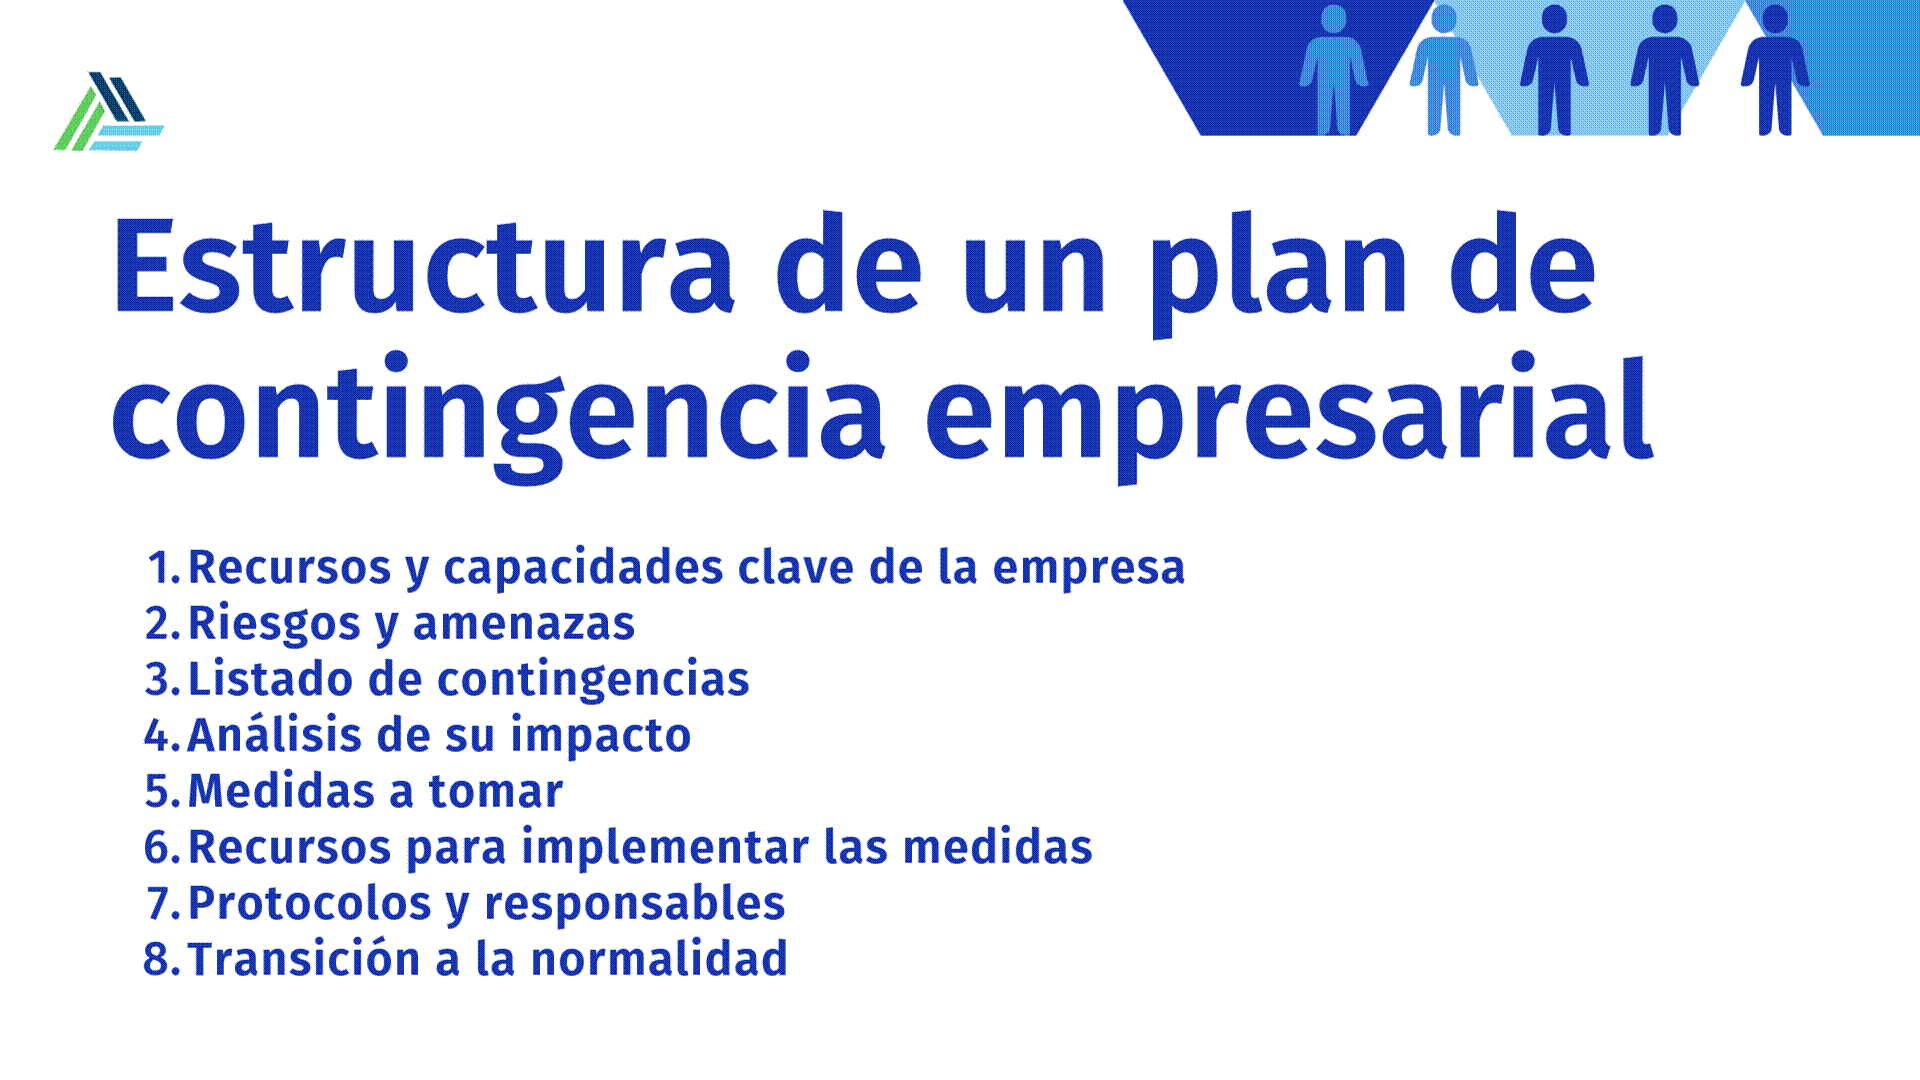 Estructura de un plan de
contingencia empresarial
1. Recursos y capacidades clave de la empresa
2. Riesgos y amenazas
3. Listado de contingencias
4. Análisis de su impacto
5. Medidas a tomar
6. Recursos para implementar las medidas
7. Protocolos y responsables
8. Transición a la normalidad